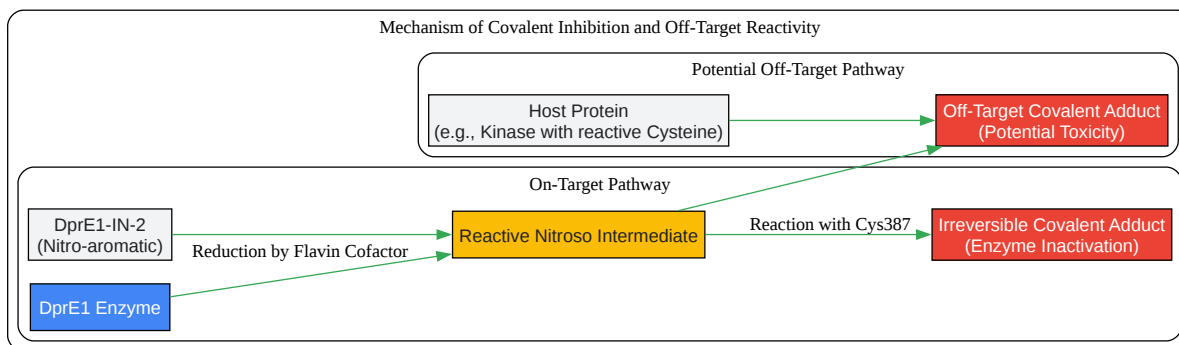 Mechanism of Covalent Inhibition and Off-Target Reactivity
Potential Off-Target Pathway
Host Protein
(e.g., Kinase with reactive Cysteine)
Off-Target Covalent Adduct
(Potential Toxicity)
On-Target Pathway
DprE1-IN-2
(Nitro-aromatic)
Reduction by Flavin Cofactor
Reactive Nitroso Intermediate
Reaction with Cys387
Irreversible Covalent Adduct
(Enzyme Inactivation)
DprE1 Enzyme